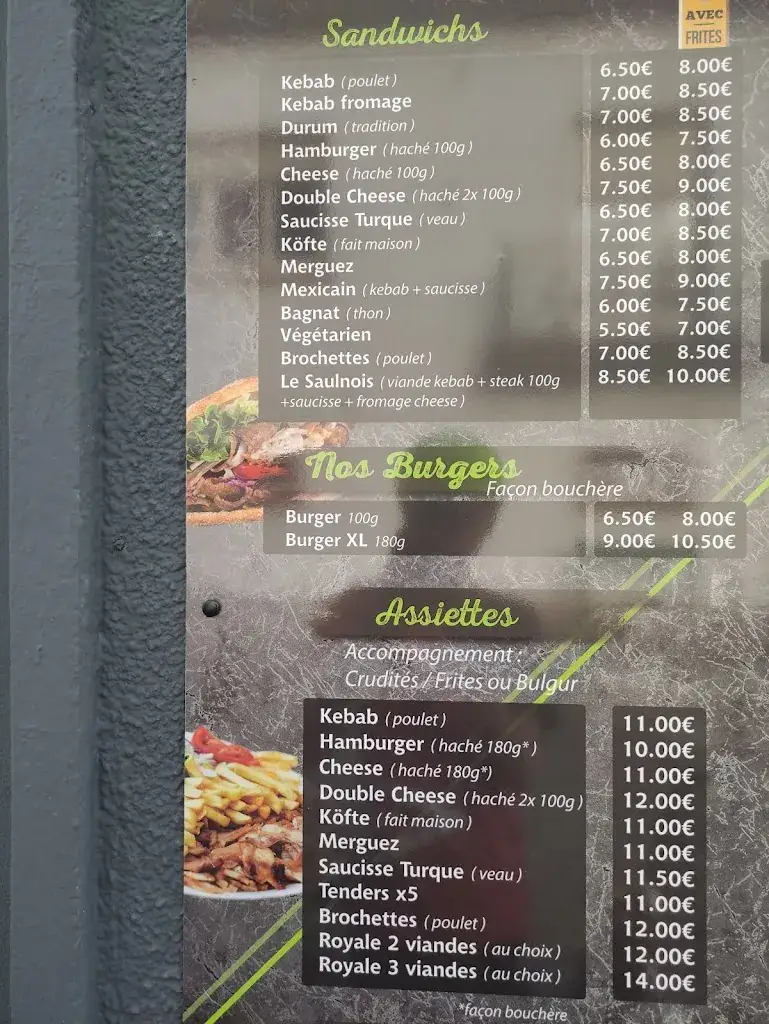 Sandwichs
AVEC
FRITES
Kebab (poulet) 6.50€ 8.00€
Kebab fromage 7.00€ 8.50€
Durum (tradition) 7.00€ 8.50€
Hamburger (haché 100g) 6.00€ 7.50€
Cheese (haché 100g) 6.50€ 8.00€
Double Cheese (haché 2x 100g) 7.50€ 9.00€
Saucisse Turque (veau) 6.50€ 8.00€
Köfte (fait maison) 7.00€ 8.50€
Merguez 6.50€ 8.00€
Mexicain (kebab + saucisse) 7.50€ 9.00€
Bagnat (thon) 6.00€ 7.50€
Végétarien 5.50€ 7.00€
Brochettes (poulet) 7.00€ 8.50€
Le Saulnois (viande kebab + steak 100g 8.50€ 10.00€
+saucisse + fromage cheese)
Nos Burgers
Façon bouchère
Burger 100g 6.50€ 8.00€
Burger XL 180g 9.00€ 10.50€
Assiettes
Accompagnement :
Crudités / Frites ou Bulgur
Kebab (poulet) 11.00€
Hamburger (haché 180g*) 10.00€
Cheese (haché 180g*) 11.00€
Double Cheese (haché 2x 100g) 12.00€
Köfte (fait maison) 11.00€
Merguez 11.00€
Saucisse Turque (veau) 11.50€
Tenders x5 11.00€
Brochettes (poulet) 12.00€
Royale 2 viandes (au choix) 12.00€
Royale 3 viandes (au choix) 14.00€
*façon bouchère